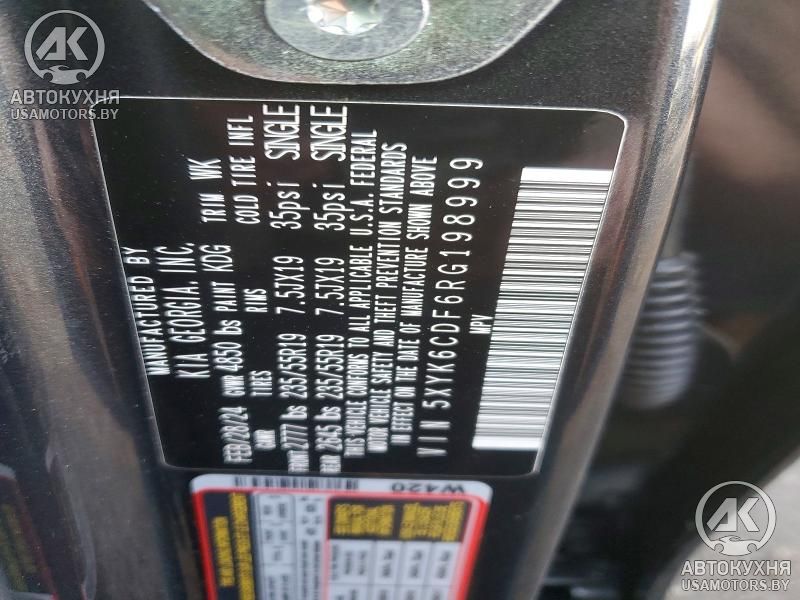 AK
АВТОКУХНЯ
USAMOTORS.BY
MANUFACTURED BY
KIA GEORGIA, INC.
FEB/28/24 GVWR 4850 lbs PAINT KDG TRIM WK
GAWR TIRES RIMS COLD TIRE INFL
FRONT 2777 lbs 235/55R19 7.5JX19 35psi SINGLE
REAR 2645 lbs 235/55R19 7.5JX19 35psi SINGLE
THIS VEHICLE CONFORMS TO ALL APPLICABLE U.S.A. FEDERAL
MOTOR VEHICLE SAFETY AND THEFT PREVENTION STANDARDS
IN EFFECT ON THE DATE OF MANUFACTURE SHOWN ABOVE
VIN 5XYK6CDF6RG198999
MPV
W420
AK
АВТОКУХНЯ
USAMOTORS.BY